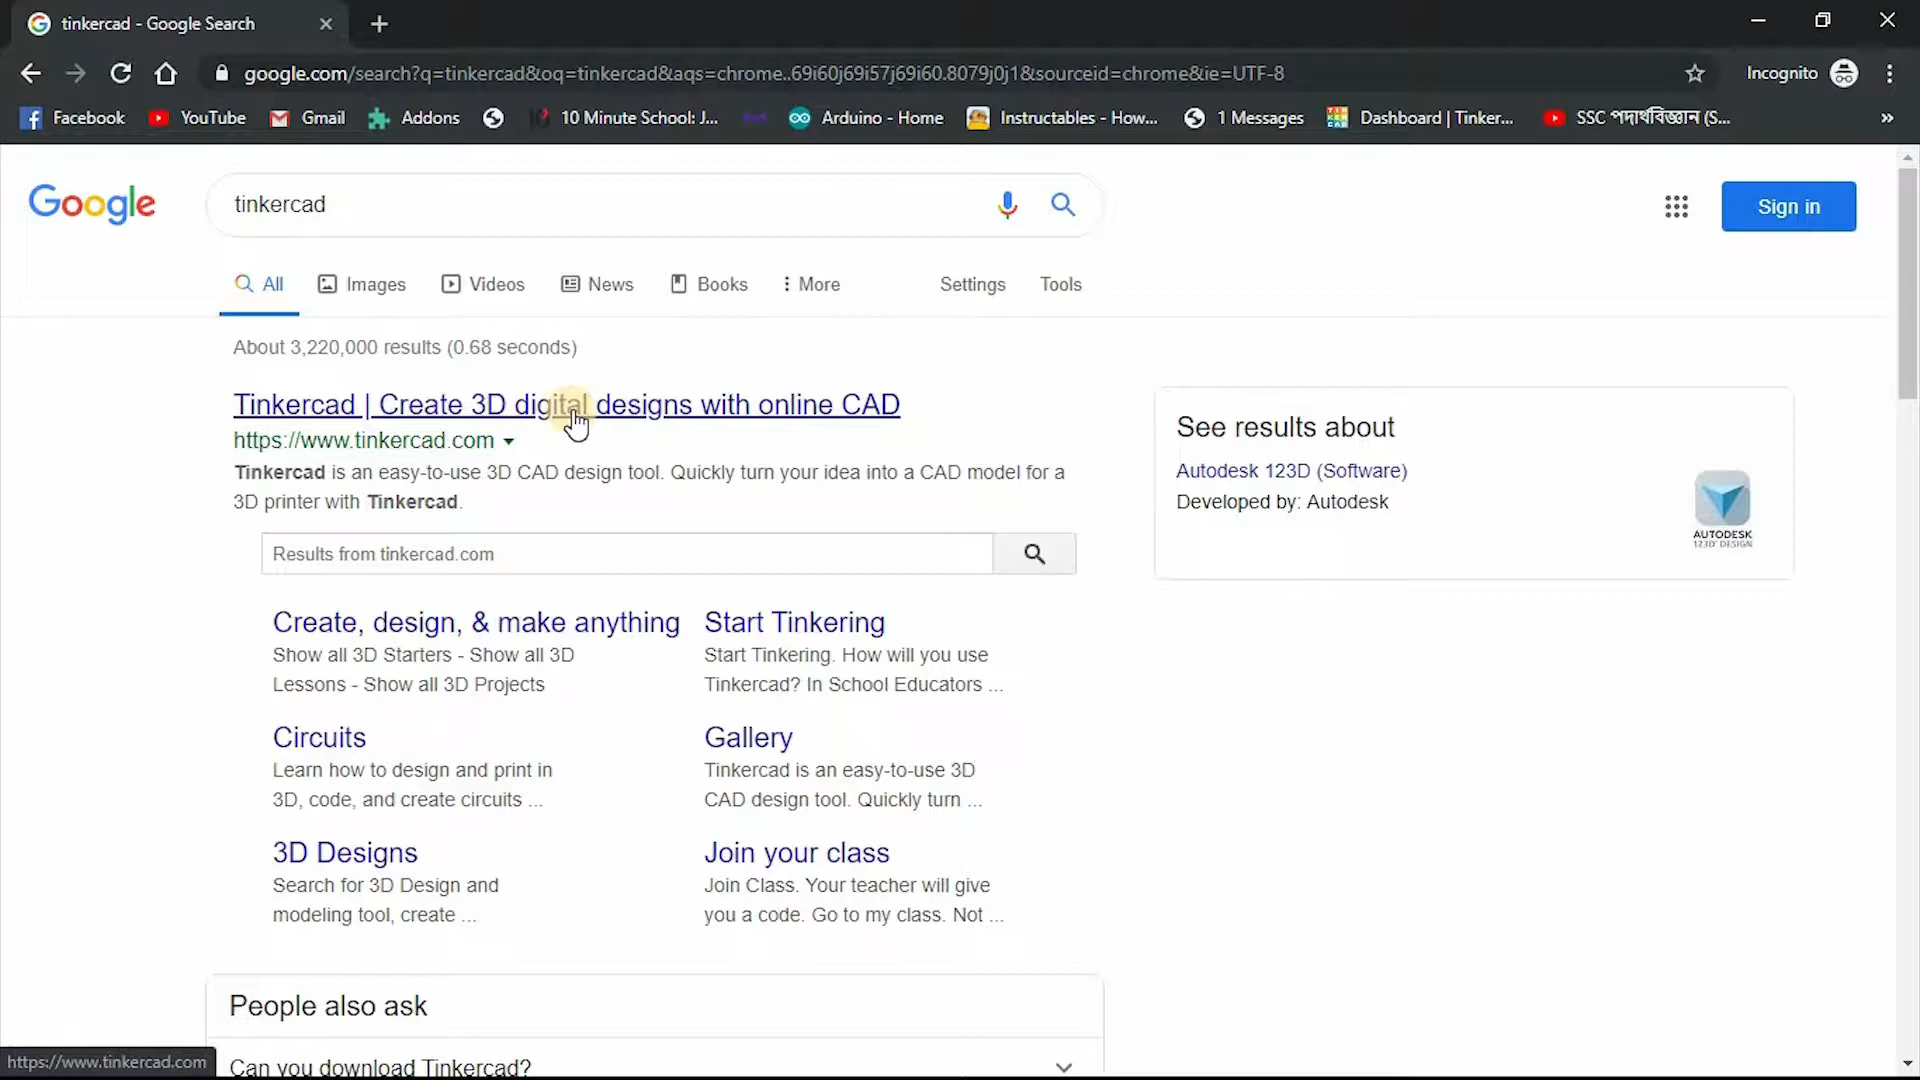 tinkercad - Google Search
google.com/search?q=tinkercad&oq=tinkercad&aqs=chrome..69i60j69i57j69i60.8079j0j1&sourceid=chrome&ie=UTF-8
Incognito
Facebook
YouTube
Gmail
Addons
10 Minute School: J...
Arduino - Home
Instructables - How...
1 Messages
Dashboard | Tinker...
SSC পদার্থবিজ্ঞান (S...
Google
tinkercad
Sign in
All
Images
Videos
News
Books
More
Settings
Tools
About 3,220,000 results (0.68 seconds)
Tinkercad | Create 3D digital designs with online CAD
https://www.tinkercad.com
Tinkercad is an easy-to-use 3D CAD design tool. Quickly turn your idea into a CAD model for a
3D printer with Tinkercad.
Results from tinkercad.com
Create, design, & make anything
Show all 3D Starters - Show all 3D
Lessons - Show all 3D Projects
Start Tinkering
Start Tinkering. How will you use
Tinkercad? In School Educators ...
Circuits
Learn how to design and print in
3D, code, and create circuits ...
Gallery
Tinkercad is an easy-to-use 3D
CAD design tool. Quickly turn ...
3D Designs
Search for 3D Design and
modeling tool, create ...
Join your class
Join Class. Your teacher will give
you a code. Go to my class. Not ...
See results about
Autodesk 123D (Software)
Developed by: Autodesk
AUTODESK
123D DESIGN
People also ask
Can you download Tinkercad?
https://www.tinkercad.com